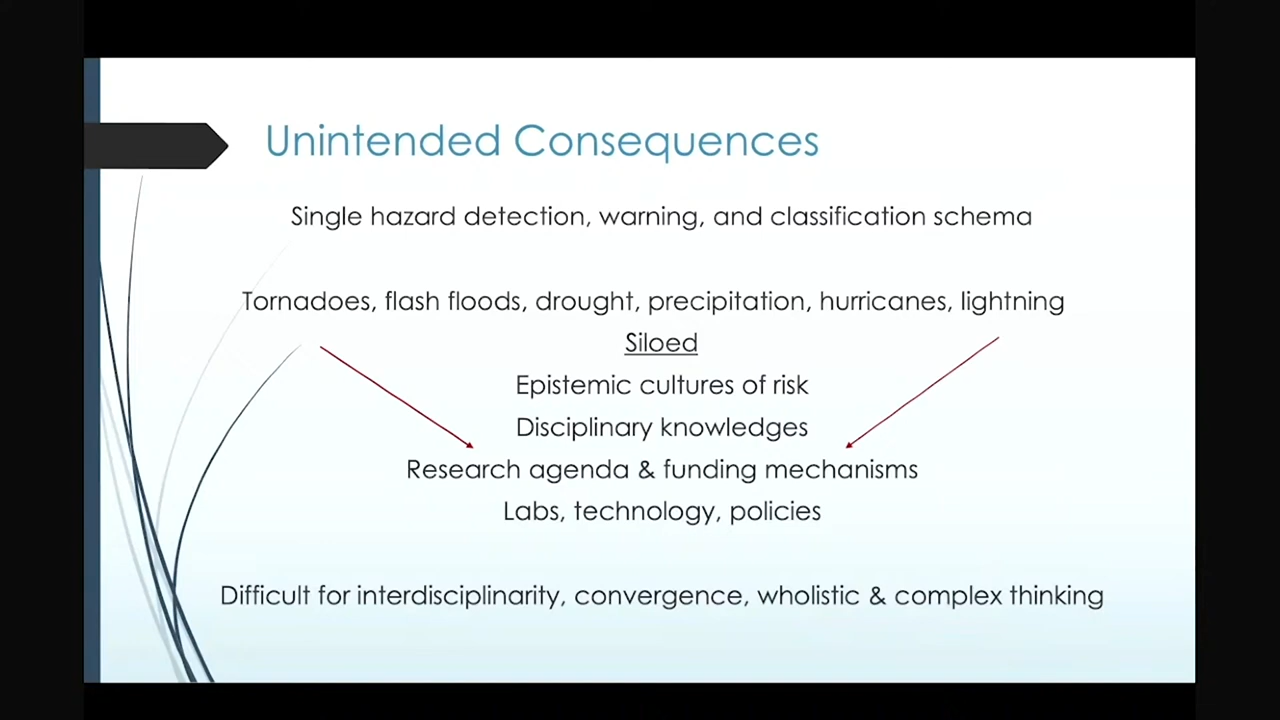 Unintended Consequences
Single hazard detection, warning, and classification schema
Tornadoes, flash floods, drought, precipitation, hurricanes, lightning
Siloed
Epistemic cultures of risk
Disciplinary knowledges
Research agenda & funding mechanisms
Labs, technology, policies
Difficult for interdisciplinarity, convergence, wholistic & complex thinking